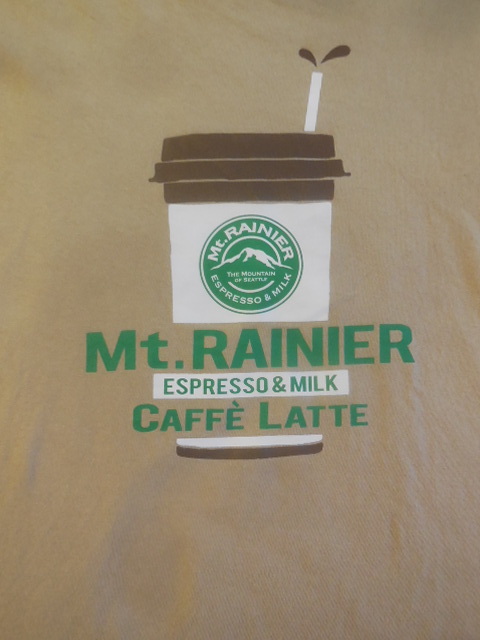 Mt.RAINIER
THE MOUNTAIN
OF SEATTLE
ESPRESSO & MILK
Mt.RAINIER
ESPRESSO & MILK
CAFFÈ LATTE